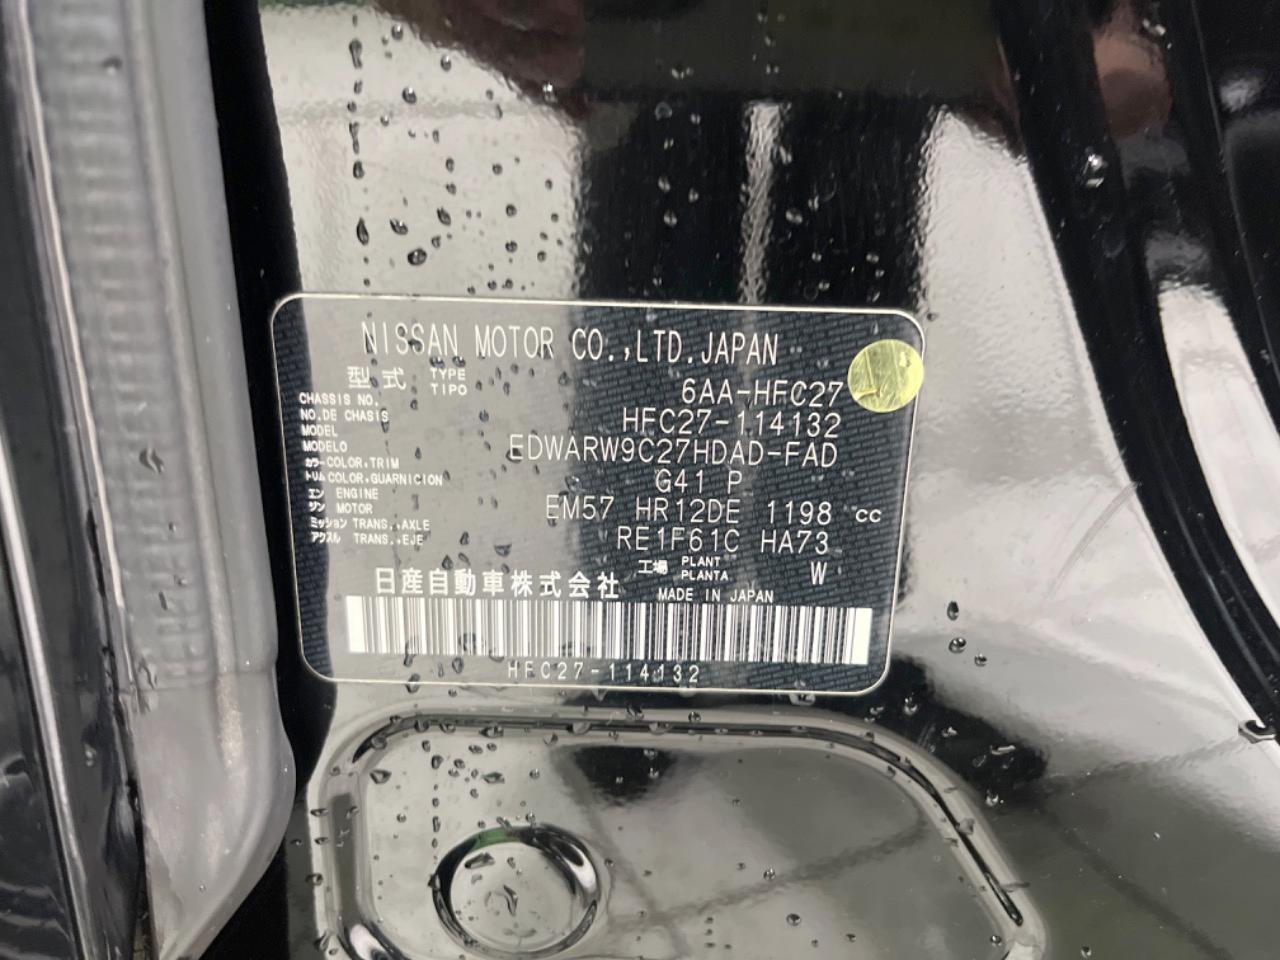 NISSAN MOTOR CO.,LTD.JAPAN
型式 TYPE TIPO 6AA-HFC27
CHASSIS NO.
NO.DE CHASIS HFC27-114132
MODEL
MODELO EDWARW9C27HDAD-FAD
カラー COLOR,TRIM
トリム COLOR,GUARNICION G41 P
エン ENGINE
ジン MOTOR EM57 HR12DE 1198 cc
ミッション TRANS.,AXLE
アクスル TRANS.,EJE RE1F61C HA73
工場 PLANT PLANTA W
日産自動車株式会社 MADE IN JAPAN
HFC27-114132